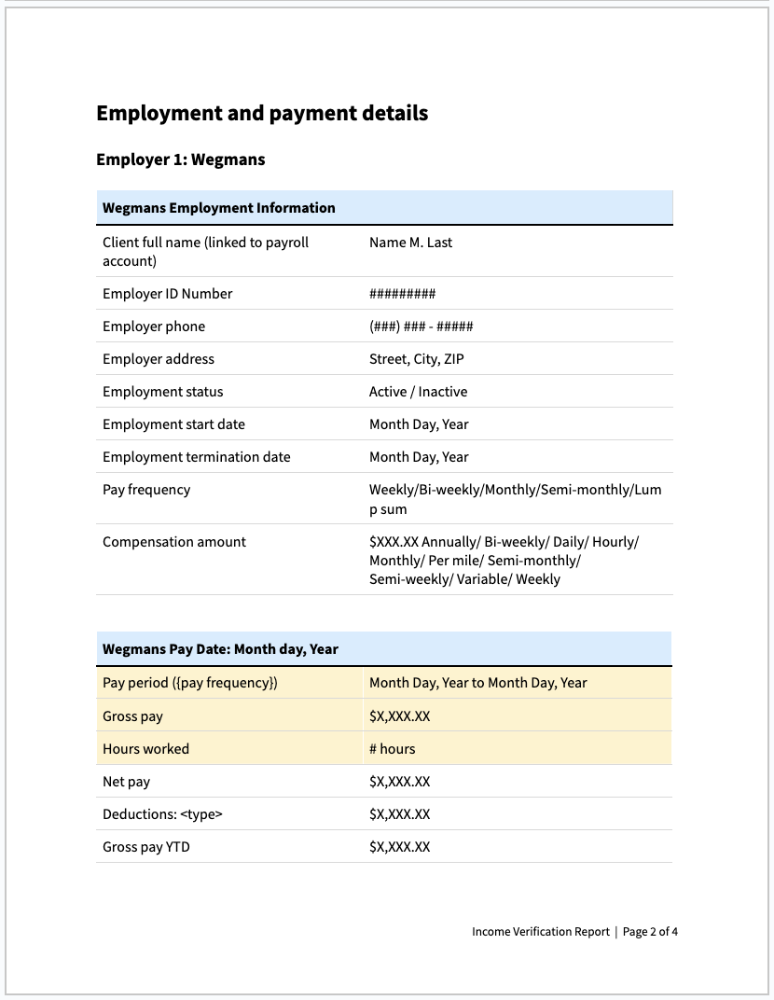 Employment and payment details
Employer 1: Wegmans
Wegmans Employment Information
Client full name (linked to payroll account) Name M. Last
Employer ID Number #########
Employer phone (###) ### - #####
Employer address Street, City, ZIP
Employment status Active / Inactive
Employment start date Month Day, Year
Employment termination date Month Day, Year
Pay frequency Weekly/Bi-weekly/Monthly/Semi-monthly/Lum
p sum
Compensation amount $XXX.XX Annually/ Bi-weekly/ Daily/ Hourly/
Monthly/ Per mile/ Semi-monthly/
Semi-weekly/ Variable/ Weekly
Wegmans Pay Date: Month day, Year
Pay period ({pay frequency}) Month Day, Year to Month Day, Year
Gross pay $X,XXX.XX
Hours worked # hours
Net pay $X,XXX.XX
Deductions: <type> $X,XXX.XX
Gross pay YTD $X,XXX.XX
Income Verification Report | Page 2 of 4